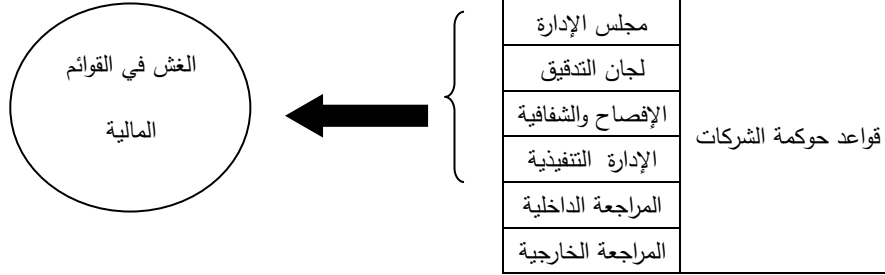 قواعد حوكمة الشركات
مجلس الإدارة
لجان التدقيق
الإفصاح والشفافية
الإدارة التنفيذية
المراجعة الداخلية
المراجعة الخارجية
الغش في القوائم
المالية